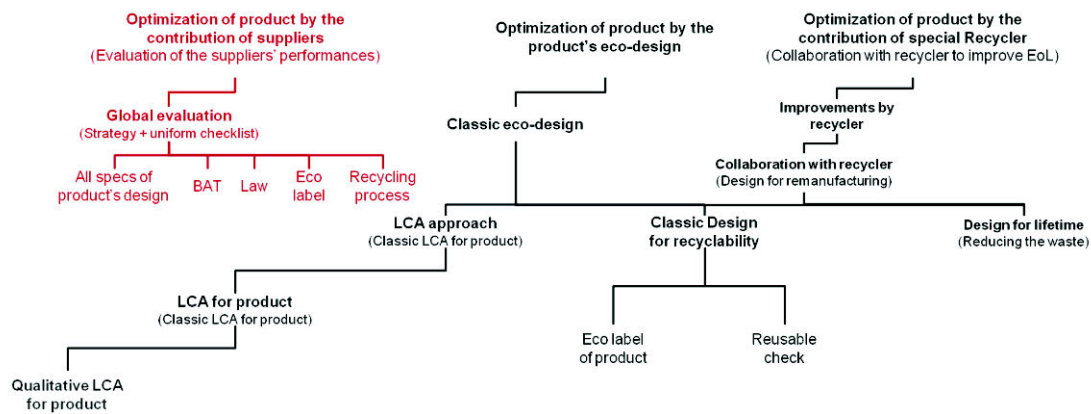 Optimization of product by the
contribution of suppliers
(Evaluation of the suppliers' performances)
Optimization of product by
the product's eco-design
Optimization of product by the
contribution of special Recycler
(Collaboration with recycler to improve EoL)
Global evaluation
(Strategy + uniform checklist)
Classic eco-design
Improvements by
recycler
All specs of
product's design
BAT
Law
Eco
label
Recycling
process
Collaboration with recycler
(Design for remanufacturing)
LCA approach
(Classic LCA for product)
Classic Design
for recyclability
Design for lifetime
(Reducing the waste)
LCA for product
(Classic LCA for product)
Eco label
of product
Reusable
check
Qualitative LCA
for product